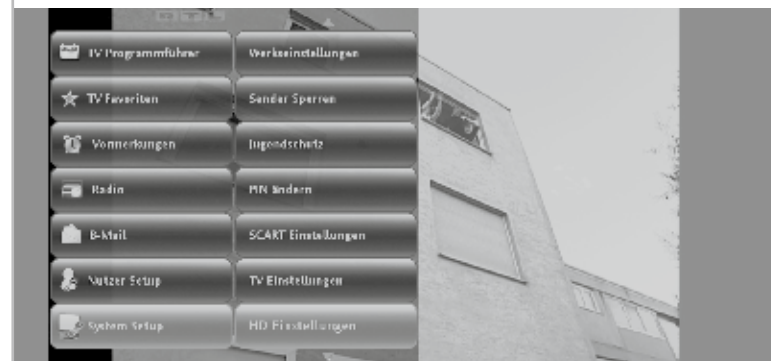 TV Programmführer
Werkseinstellungen
TV Favoriten
Sender Sperren
Vormerkungen
Jugendschutz
Radio
PIN ändern
B-Mail
SCART Einstellungen
Nutzer Setup
TV Einstellungen
System Setup
HD Einstellungen